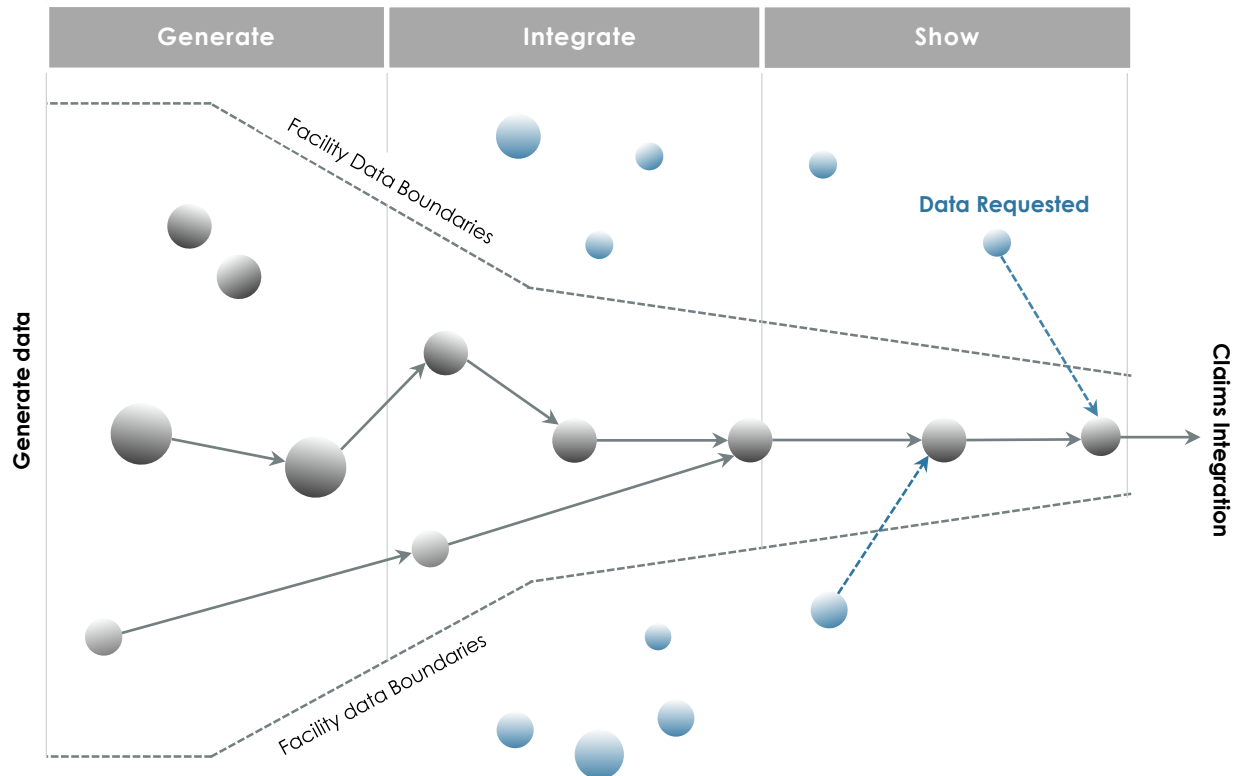 Generate
Integrate
Show
Facility Data Boundaries
Data Requested
Generate data
Claims Integration
Facility data Boundaries